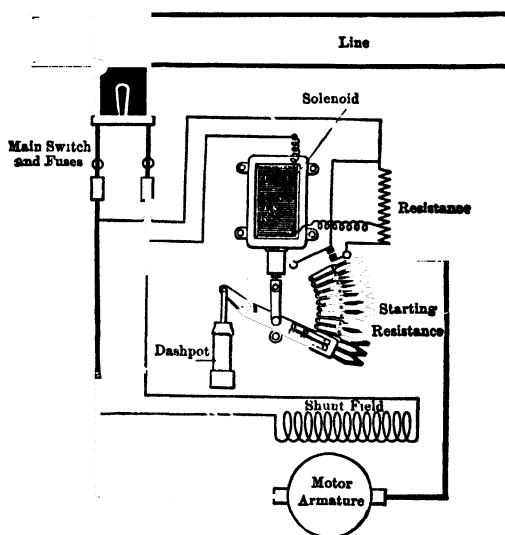 Line
Solenoid
Main Switch
and Fuses
Resistance
Starting
Resistance
Dashpot
Shunt Field
Motor
Armature